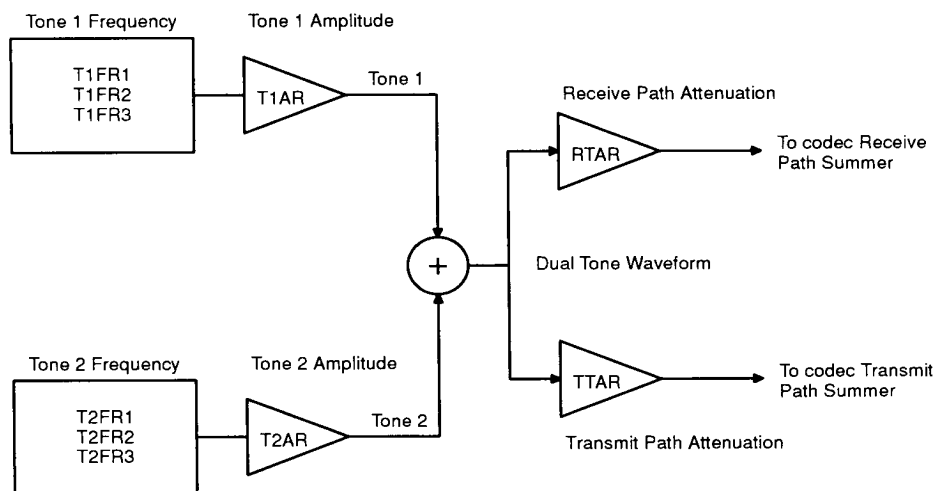 Tone 1 Frequency
Tone 1 Amplitude
T1FR1
T1FR2
T1FR3
T1AR
Tone 1
Receive Path Attenuation
RTAR
To codec Receive
Path Summer
+
Dual Tone Waveform
Tone 2 Frequency
Tone 2 Amplitude
T2FR1
T2FR2
T2FR3
T2AR
Tone 2
TTAR
To codec Transmit
Path Summer
Transmit Path Attenuation